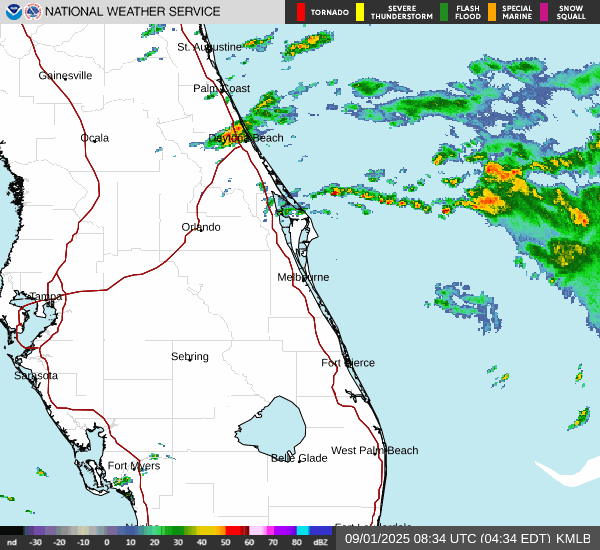 NATIONAL WEATHER SERVICE
TORNADO
SEVERE THUNDERSTORM
FLASH FLOOD
SPECIAL MARINE
SNOW SQUALL
St. Augustine
Gainesville
Palm Coast
Ocala
Daytona Beach
Orlando
Melbourne
Tampa
Sebring
Fort Pierce
Sarasota
West Palm Beach
Belle Glade
Fort Myers
nd -30 -20 -10 0 10 20 30 40 50 60 70 80 dBZ
09/01/2025 08:34 UTC (04:34 EDT) KMLB